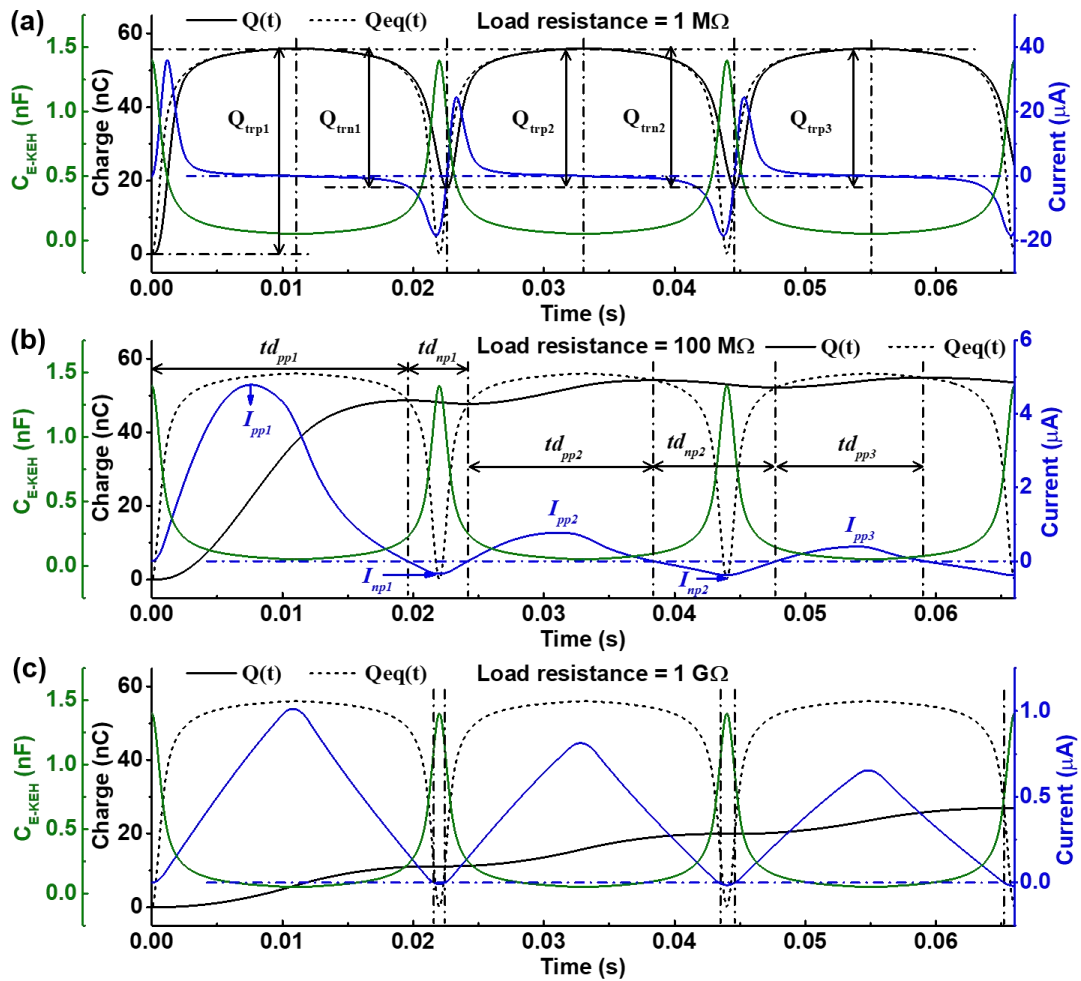 (a)
Q(t) Qeq(t) Load resistance = 1 MΩ
C_E-KEH (nF)
1.5
1.0
0.5
0.0
Charge (nC)
60
40
20
0
Q_trp1 Q_trn1 Q_trp2 Q_trn2 Q_trp3
40
20
0
-20
Current (μA)
0.00 0.01 0.02 0.03 0.04 0.05 0.06
Time (s)
(b)
td_pp1 td_np1 Load resistance = 100 MΩ Q(t) Qeq(t)
C_E-KEH (nF)
1.5
1.0
0.5
0.0
Charge (nC)
60
40
20
0
I_pp1 td_pp2 td_np2 td_pp3
I_pp2 I_pp3
I_np1 I_np2
6
4
2
0
Current (μA)
0.00 0.01 0.02 0.03 0.04 0.05 0.06
Time (s)
(c)
Q(t) Qeq(t) Load resistance = 1 GΩ
C_E-KEH (nF)
1.5
1.0
0.5
0.0
Charge (nC)
60
40
20
0
1.0
0.5
0.0
Current (μA)
0.00 0.01 0.02 0.03 0.04 0.05 0.06
Time (s)